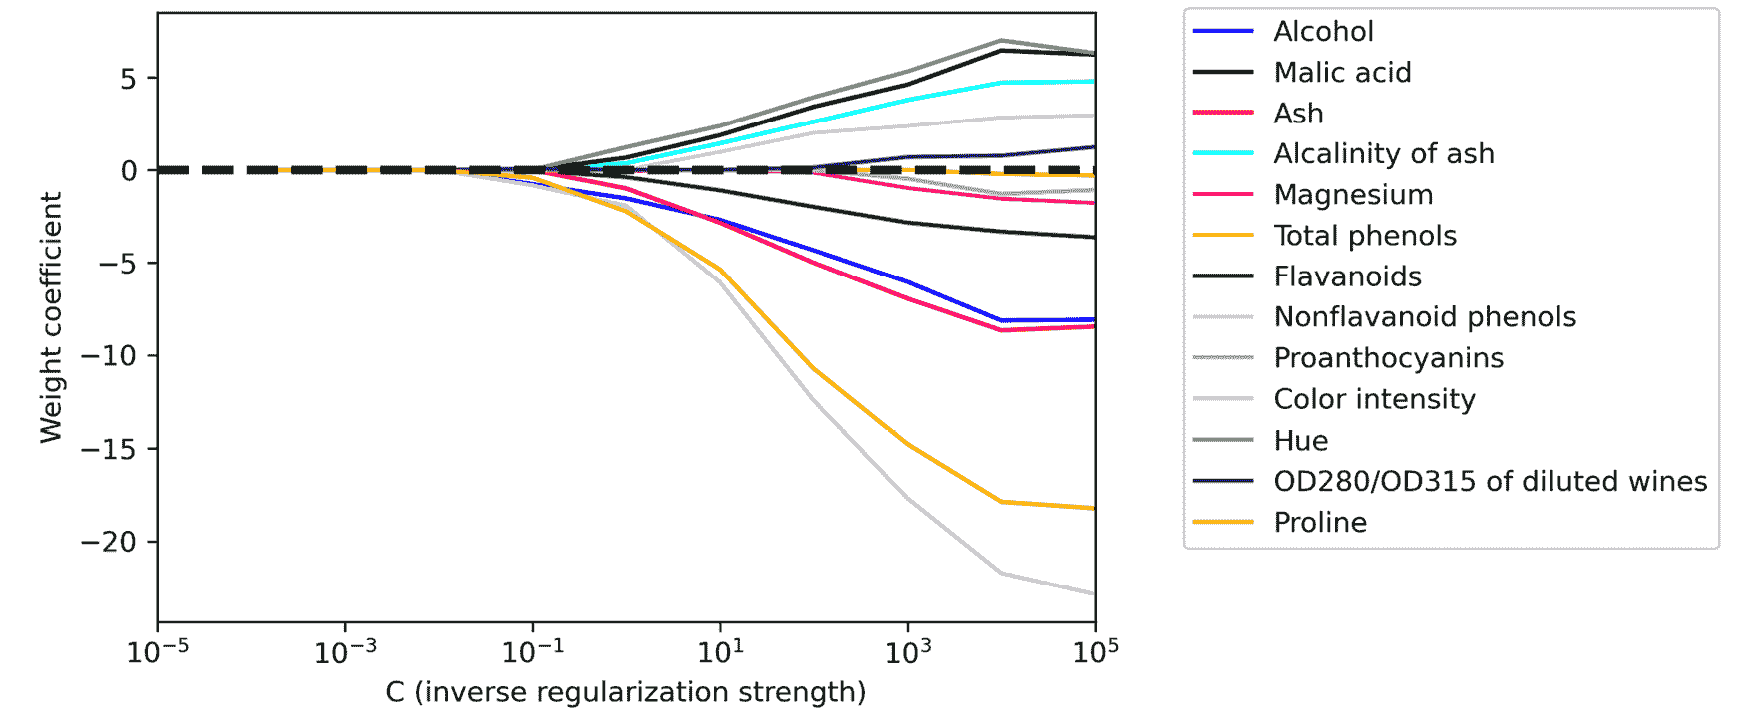 5
0
−5
−10
−15
−20
Weight coefficient
10⁻⁵ 10⁻³ 10⁻¹ 10¹ 10³ 10⁵
C (inverse regularization strength)
Alcohol
Malic acid
Ash
Alcalinity of ash
Magnesium
Total phenols
Flavanoids
Nonflavanoid phenols
Proanthocyanins
Color intensity
Hue
OD280/OD315 of diluted wines
Proline